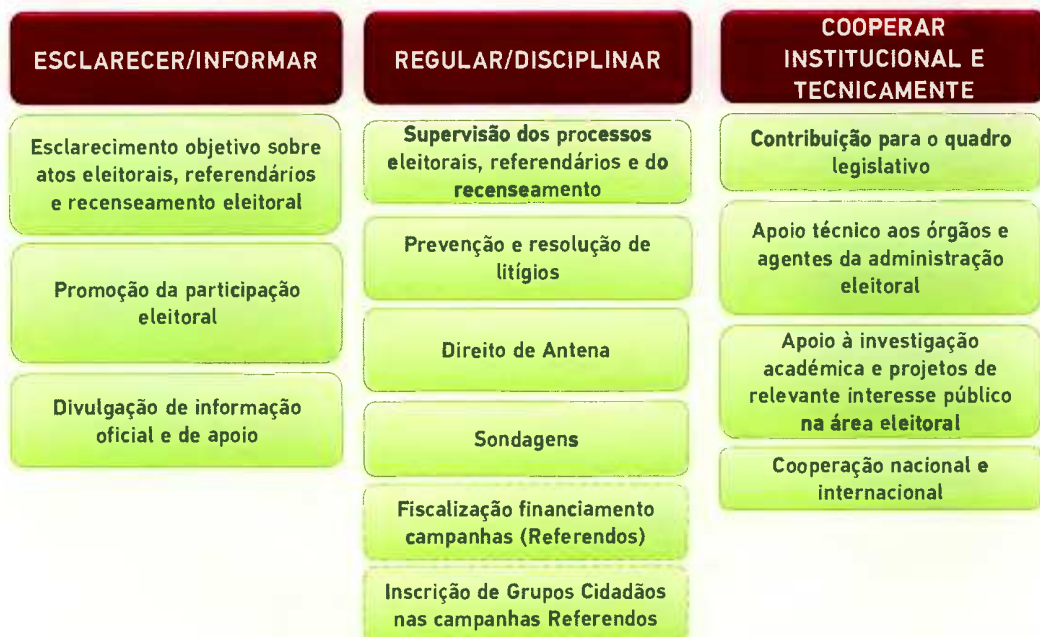 ESCLARECER/INFORMAR
Esclarecimento objetivo sobre
atos eleitorais, referendários
e recenseamento eleitoral
Promoção da participação
eleitoral
Divulgação de informação
oficial e de apoio
REGULAR/DISCIPLINAR
Supervisão dos processos
eleitorais, referendários e do
recenseamento
Prevenção e resolução de
litígios
Direito de Antena
Sondagens
Fiscalização financiamento
campanhas (Referendos)
Inscrição de Grupos Cidadãos
nas campanhas Referendos
COOPERAR
INSTITUCIONAL E
TECNICAMENTE
Contribuição para o quadro
legislativo
Apoio técnico aos órgãos e
agentes da administração
eleitoral
Apoio à investigação
académica e projetos de
relevante interesse público
na área eleitoral
Cooperação nacional e
internacional